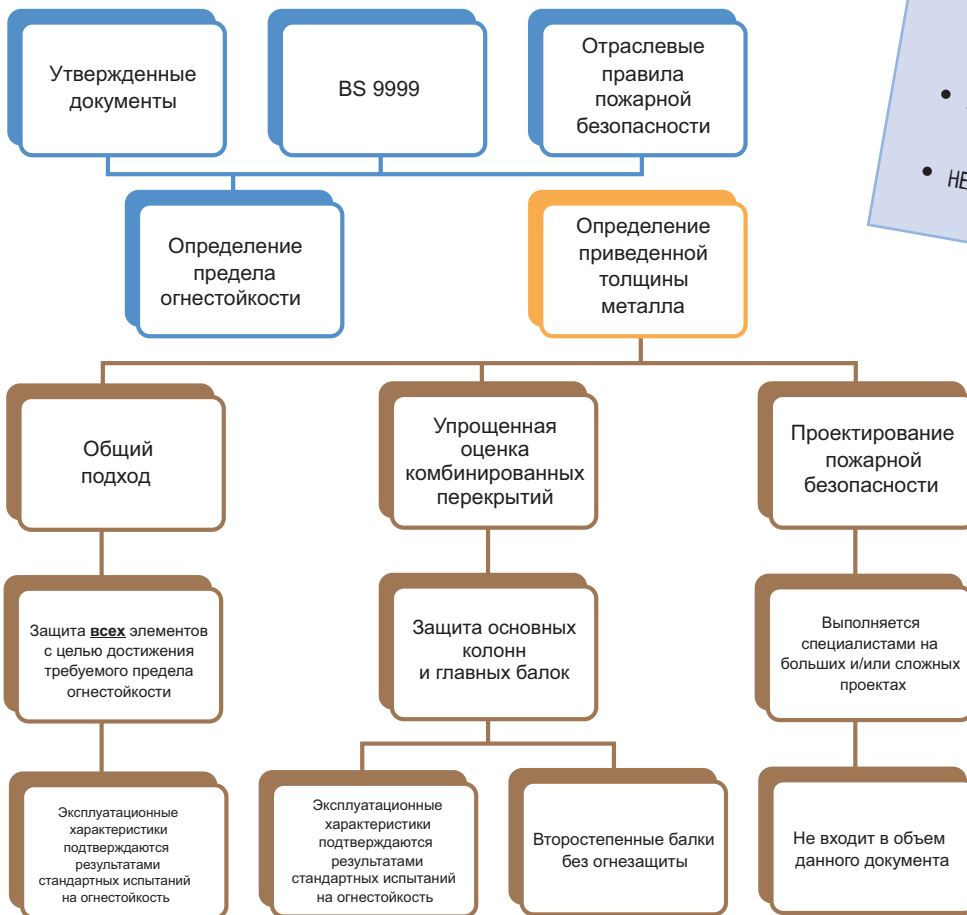 Утвержденные
документы
BS 9999
Отраслевые
правила
пожарной
безопасности
Определение
предела
огнестойкости
Определение
приведенной
толщины
металла
Общий
подход
Упрощенная
оценка
комбинированных
перекрытий
Проектирование
пожарной
безопасности
Защита всех элементов
с целью достижения
требуемого предела
огнестойкости
Защита основных
колонн
и главных балок
Выполняется
специалистами на
больших и/или сложных
проектах
Эксплуатационные
характеристики
подтверждаются
результатами
стандартных испытаний
на огнестойкость
Эксплуатационные
характеристики
подтверждаются
результатами
стандартных испытаний
на огнестойкость
Второстепенные балки
без огнезащиты
Не входит в объем
данного документа